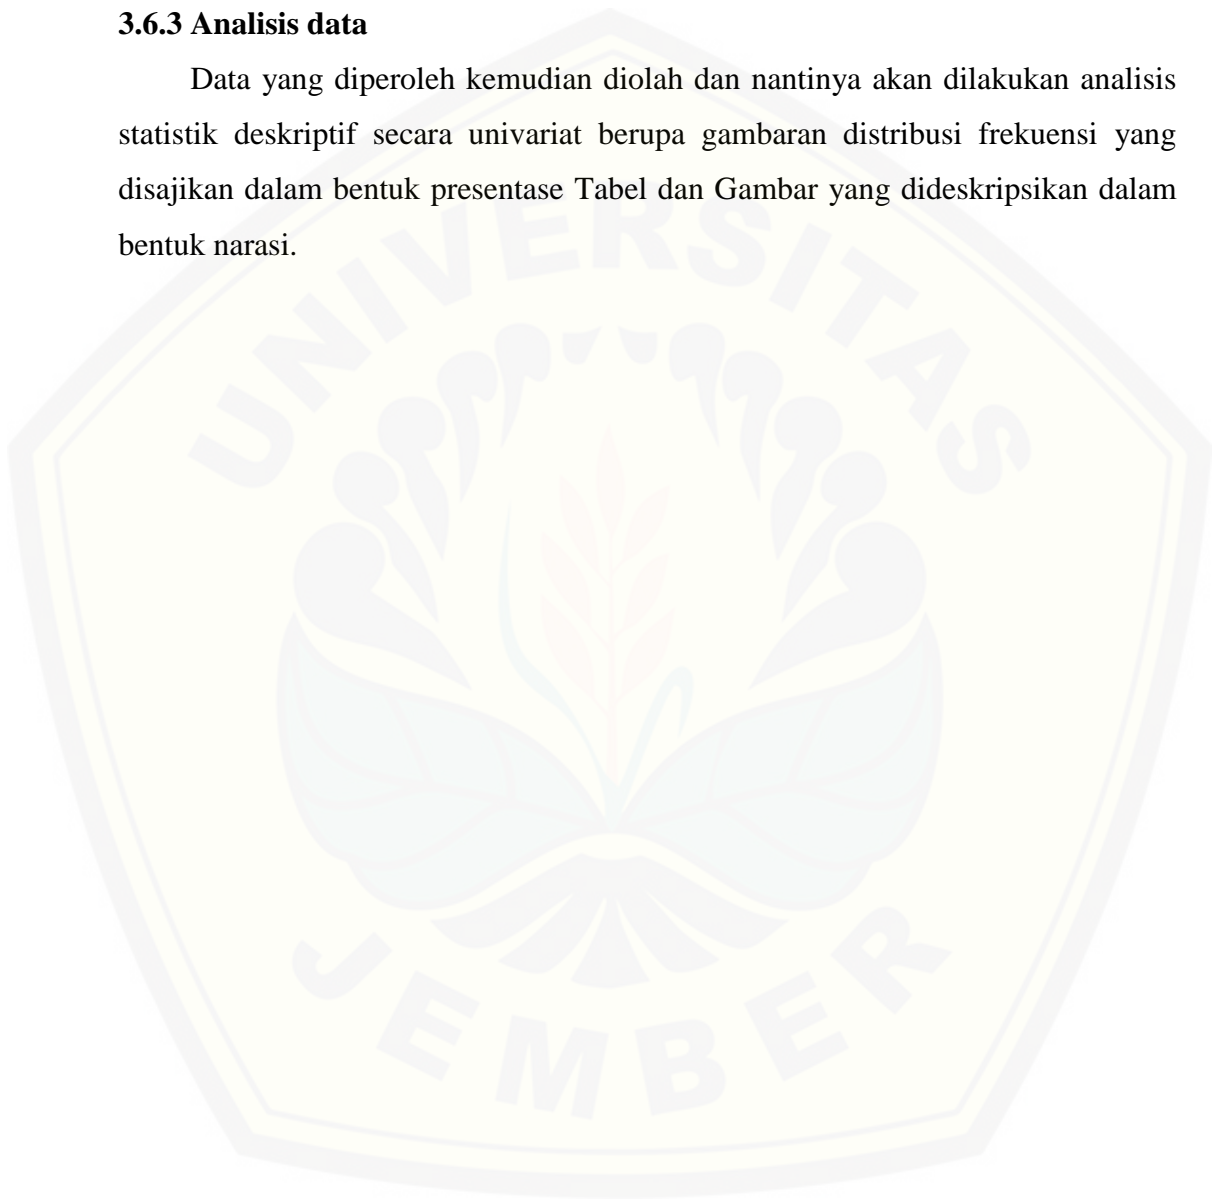 3.6.3 Analisis data
Data yang diperoleh kemudian diolah dan nantinya akan dilakukan analisis
statistik deskriptif secara univariat berupa gambaran distribusi frekuensi yang
disajikan dalam bentuk presentase Tabel dan Gambar yang dideskripsikan dalam
bentuk narasi.
UNIVERSITAS
JEMBER